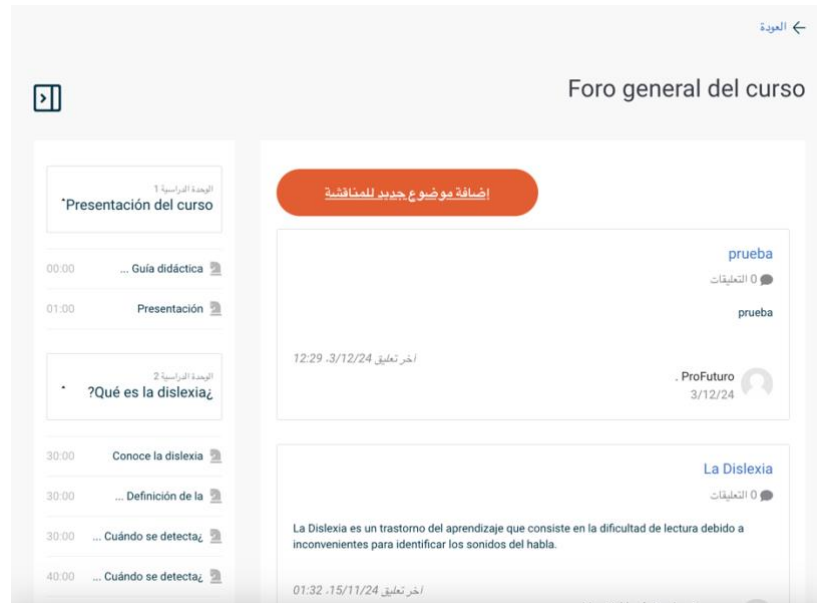 العودة
Foro general del curso
إضافة موضوع جديد للمناقشة
prueba
0 التعليقات
prueba
آخر تعليق 3/12/24، 12:29
ProFuturo .
3/12/24
La Dislexia
0 التعليقات
La Dislexia es un trastorno del aprendizaje que consiste en la dificultad de lectura debido a
inconvenientes para identificar los sonidos del habla.
آخر تعليق 15/11/24، 01:32
الوحدة الدراسية 1
Presentación del curso
Guía didáctica ...
00:00
Presentación
01:00
الوحدة الدراسية 2
¿Qué es la dislexia?
Conoce la dislexia
30:00
Definición de la ...
30:00
¿Cuándo se detecta ...
30:00
¿Cuándo se detecta ...
40:00